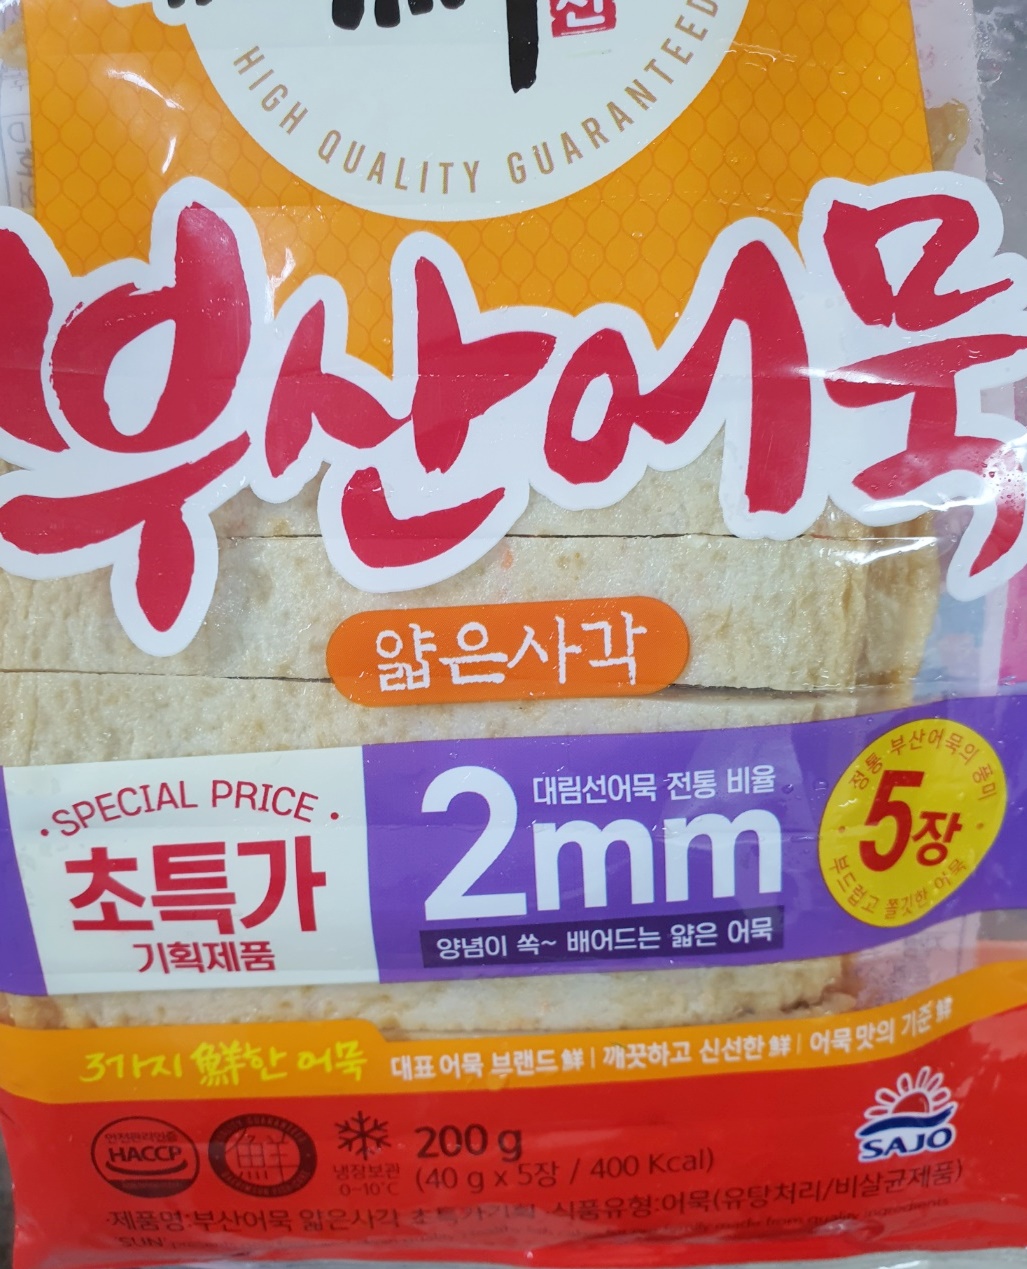 HIGH QUALITY GUARANTEED
부산어묵
얇은사각
SPECIAL PRICE
초특가
기획제품
대림선어묵 전통 비율
2mm
양념이 쏙~ 배어드는 얇은 어묵
정통 부산어묵의 풍미
5장
부드럽고 쫄깃한 어묵
3가지 鮮한 어묵
대표 어묵 브랜드 鮮 | 깨끗하고 신선한 鮮 | 어묵 맛의 기준 鮮
안전관리인증
HACCP
냉장보관
0~10℃
200 g
(40 g x 5장 / 400 Kcal)
SAJO
·제품명:부산어묵 얇은사각 초특가기획 ·식품유형:어묵(유탕처리/비살균제품)